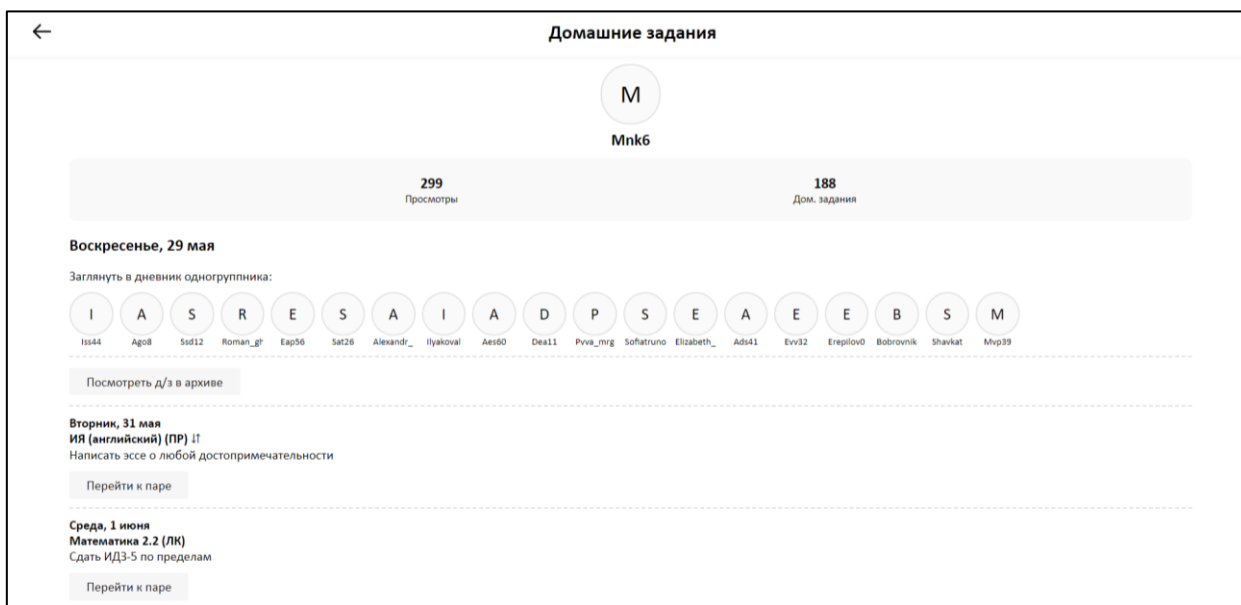 ←
Домашние задания
M
Mnk6
299 188
Просмотры Дом. задания
Воскресенье, 29 мая
Заглянуть в дневник одногруппника:
I A S R E S A I A D P S E A E E B S M
Iss44 Ago8 Ssd12 Roman_gh Eap56 Sat26 Alexandr_ Ilyakoval Aes60 Dea11 Pvva_mrg Sofiatruno Elizabeth_ Ads41 Evv32 Erepilov0 Bobrovnik Shavkat Mvp39
Посмотреть д/з в архиве
Вторник, 31 мая
ИЯ (английский) (ПР) ↓↑
Написать эссе о любой достопримечательности
Перейти к паре
Среда, 1 июня
Математика 2.2 (ЛК)
Сдать ИДЗ-5 по пределам
Перейти к паре